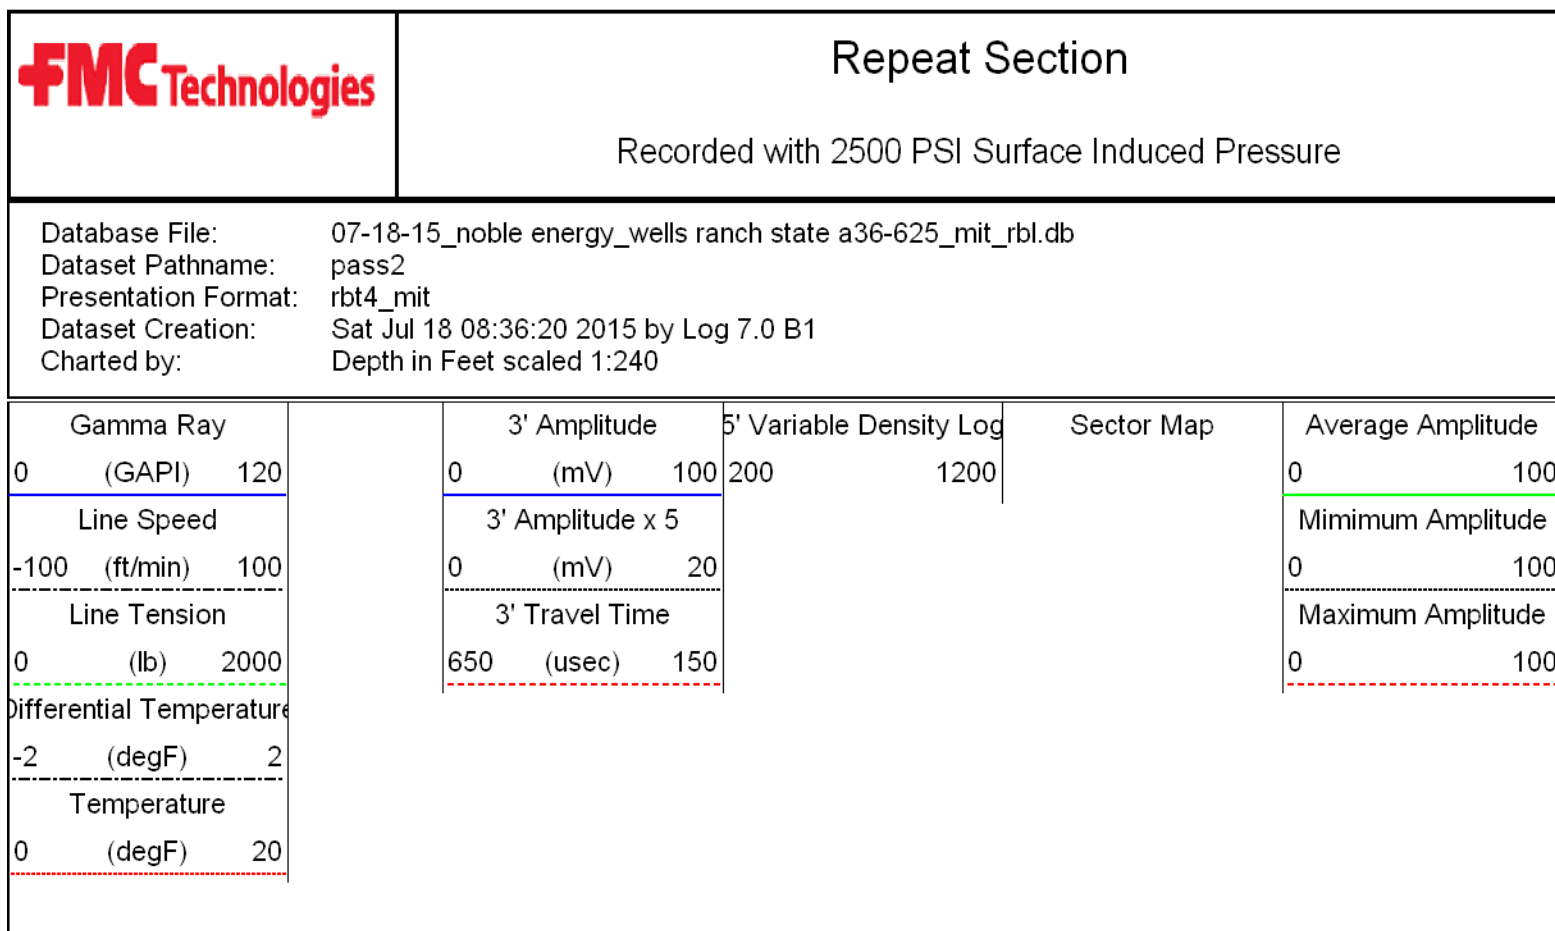 FMC Technologies
Repeat Section
Recorded with 2500 PSI Surface Induced Pressure
Database File: 07-18-15_noble energy_wells ranch state a36-625_mit_rbl.db
Dataset Pathname: pass2
Presentation Format: rbt4_mit
Dataset Creation: Sat Jul 18 08:36:20 2015 by Log 7.0 B1
Charted by: Depth in Feet scaled 1:240
Gamma Ray
0 (GAPI) 120
Line Speed
-100 (ft/min) 100
Line Tension
0 (lb) 2000
Differential Temperature
-2 (degF) 2
Temperature
0 (degF) 20
3' Amplitude
0 (mV) 100
3' Amplitude x 5
0 (mV) 20
3' Travel Time
650 (usec) 150
5' Variable Density Log
200 1200
Sector Map
Average Amplitude
0 100
Mimimum Amplitude
0 100
Maximum Amplitude
0 100